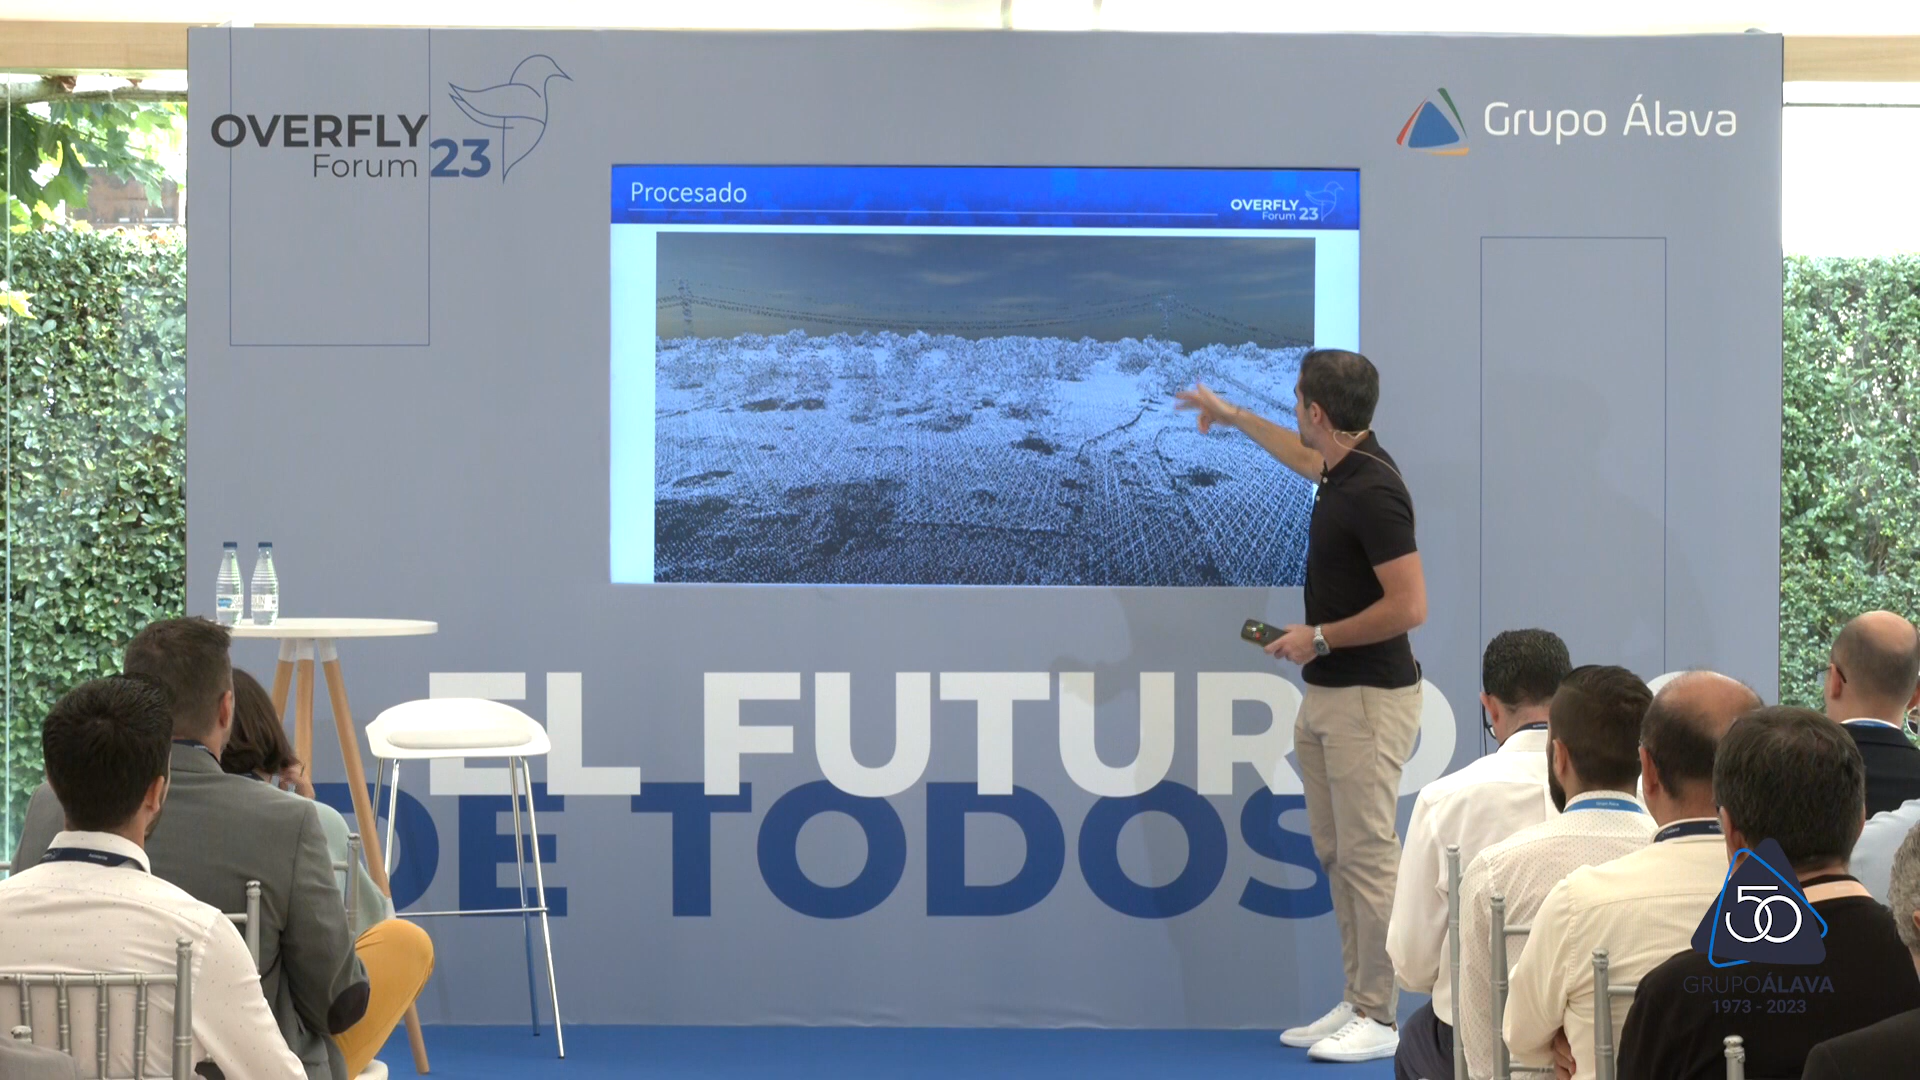 OVERFLY
Forum 23
Grupo Álava
Procesado
OVERFLY
Forum 23
EL FUTURO
DE TODOS
50
GRUPOÁLAVA
1973 - 2023